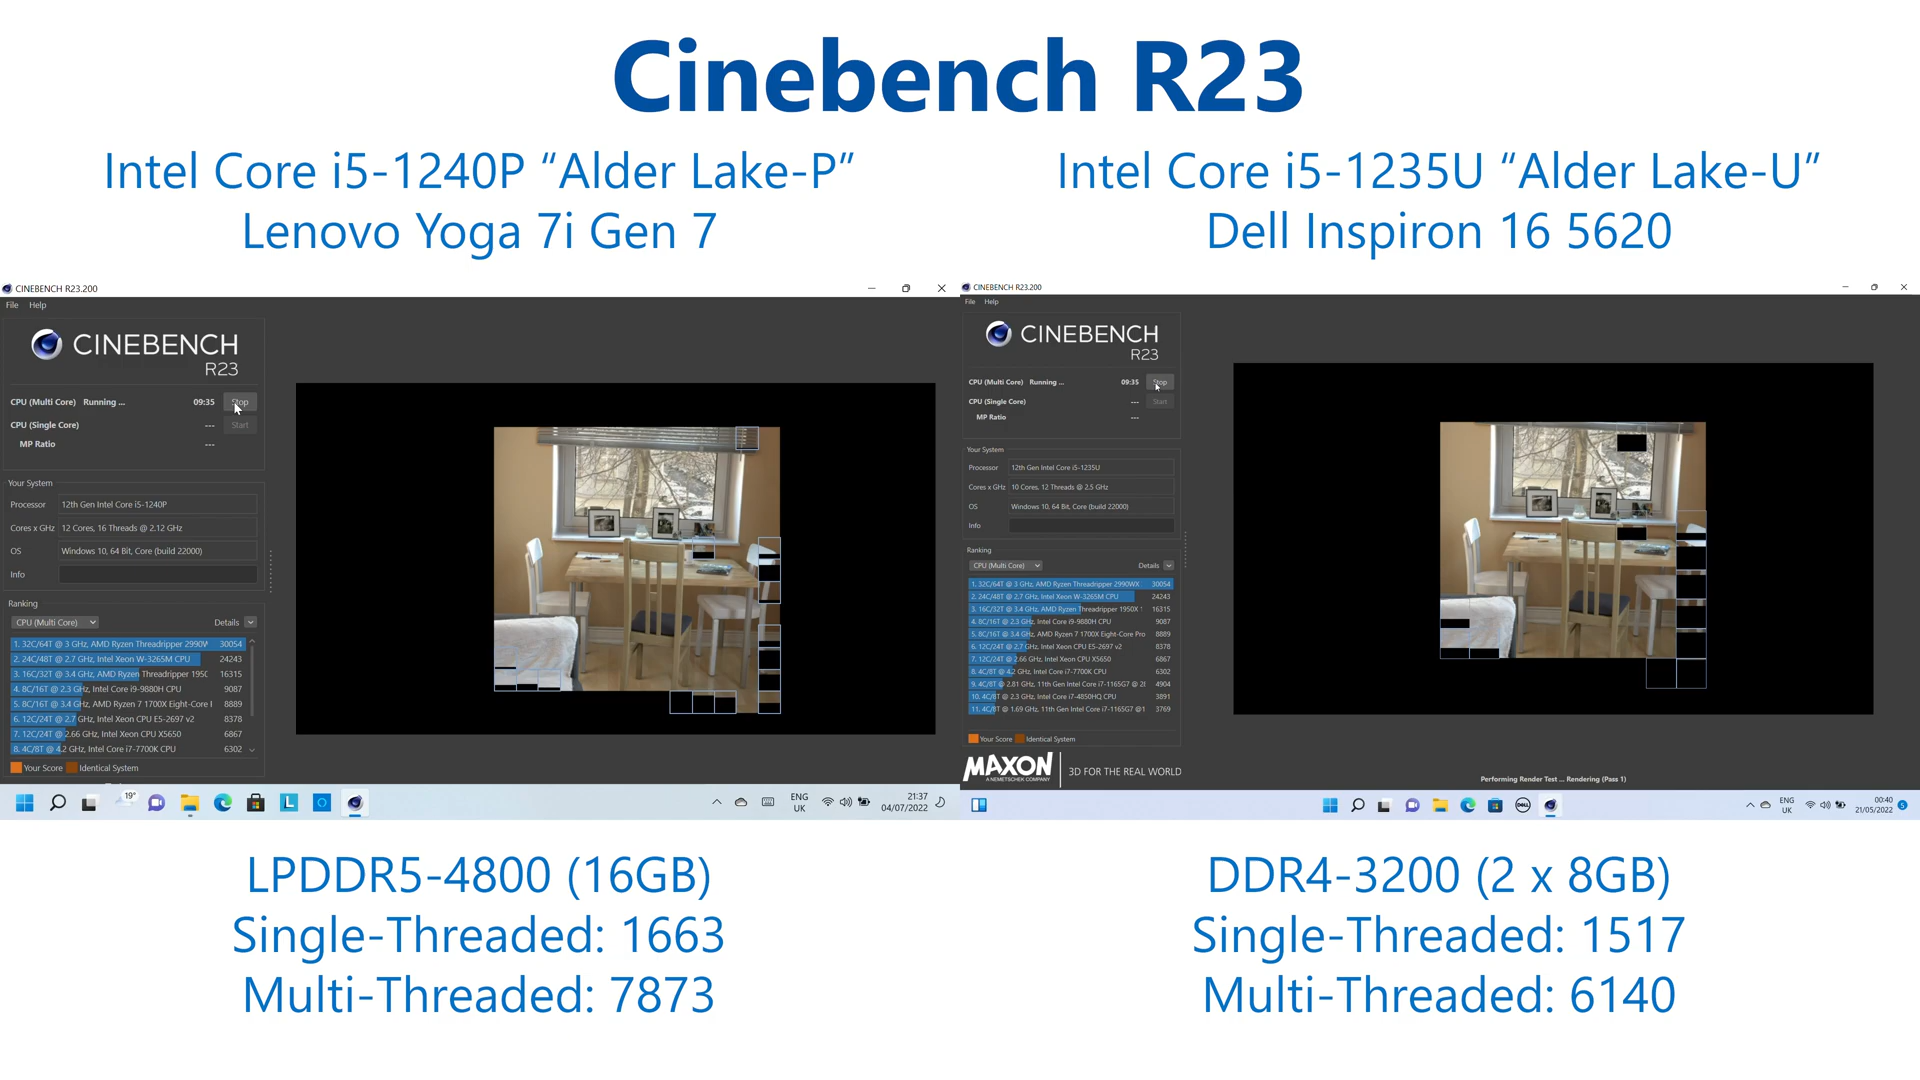 Cinebench R23
Intel Core i5-1240P “Alder Lake-P”
Lenovo Yoga 7i Gen 7
Intel Core i5-1235U “Alder Lake-U”
Dell Inspiron 16 5620
CINEBENCH R23.200
File Help
CINEBENCH
R23
CPU (Multi Core) Running ... 09:35 Stop
CPU (Single Core) --- Start
MP Ratio ---
Your System
Processor 12th Gen Intel Core i5-1240P
Cores x GHz 12 Cores, 16 Threads @ 2.12 GHz
OS Windows 10, 64 Bit, Core (build 22000)
Info
Ranking
CPU (Multi Core) Details
1. 32C/64T @ 3 GHz, AMD Ryzen Threadripper 2990W 30054
2. 24C/48T @ 2.7 GHz, Intel Xeon W-3265M CPU 24243
3. 16C/32T @ 3.4 GHz, AMD Ryzen Threadripper 1950 16315
4. 8C/16T @ 2.3 GHz, Intel Core i9-9880H CPU 9087
5. 8C/16T @ 3.4 GHz, AMD Ryzen 7 1700X Eight-Core 8889
6. 12C/24T @ 2.7 GHz, Intel Xeon CPU E5-2697 v2 8378
7. 12C/24T @ 2.66 GHz, Intel Xeon CPU X5650 6867
8. 4C/8T @ 4.2 GHz, Intel Core i7-7700K CPU 6302
Your Score Identical System
19°
ENG
UK
21:37
04/07/2022
CINEBENCH R23.200
File Help
CINEBENCH
R23
CPU (Multi Core) Running ... 09:35 Stop
CPU (Single Core) --- Start
MP Ratio ---
Your System
Processor 12th Gen Intel Core i5-1235U
Cores x GHz 10 Cores, 12 Threads @ 2.5 GHz
OS Windows 10, 64 Bit, Core (build 22000)
Info
Ranking
CPU (Multi Core) Details
1. 32C/64T @ 3 GHz, AMD Ryzen Threadripper 2990WX 30054
2. 24C/48T @ 2.7 GHz, Intel Xeon W-3265M CPU 24243
3. 16C/32T @ 3.4 GHz, AMD Ryzen Threadripper 1950X 16315
4. 8C/16T @ 2.3 GHz, Intel Core i9-9880H CPU 9087
5. 8C/16T @ 3.4 GHz, AMD Ryzen 7 1700X Eight-Core Pro 8889
6. 12C/24T @ 2.7 GHz, Intel Xeon CPU E5-2697 v2 8378
7. 12C/24T @ 2.66 GHz, Intel Xeon CPU X5650 6867
8. 4C/8T @ 4.2 GHz, Intel Core i7-7700K CPU 6302
9. 4C/8T @ 2.81 GHz, 11th Gen Intel Core i7-1165G7 @ 2 4904
10. 4C/8T @ 2.3 GHz, Intel Core i7-4850HQ CPU 3891
11. 4C/8T @ 1.69 GHz, 11th Gen Intel Core i7-1165G7 @1 3769
Your Score Identical System
MAXON
A NEMETSCHEK COMPANY
3D FOR THE REAL WORLD
Performing Render Test ... Rendering (Pass 1)
DELL
ENG
UK
00:40
21/05/2022
5
LPDDR5-4800 (16GB)
Single-Threaded: 1663
Multi-Threaded: 7873
DDR4-3200 (2 x 8GB)
Single-Threaded: 1517
Multi-Threaded: 6140